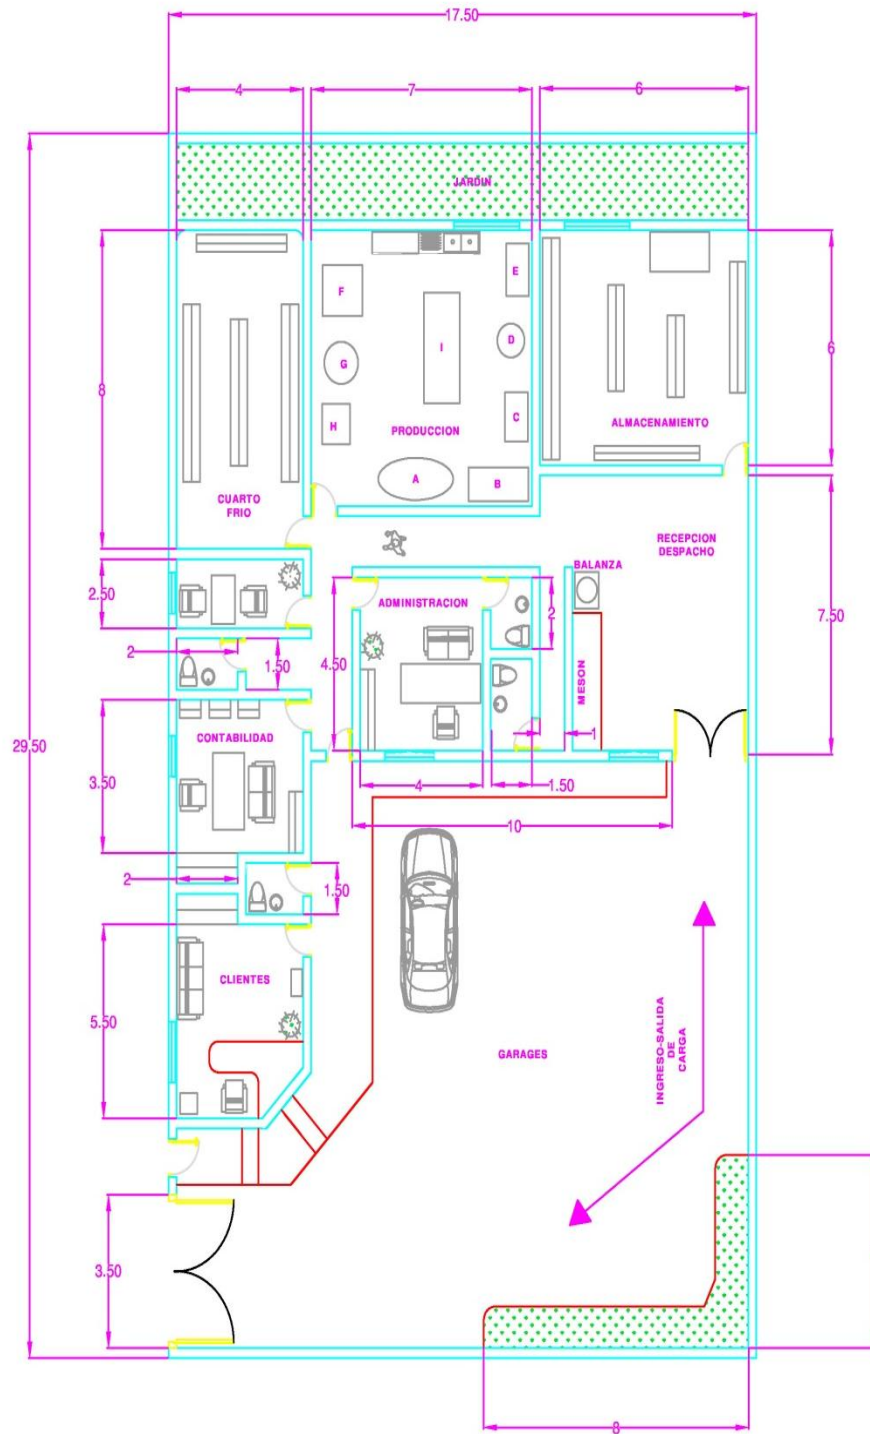 17.50
4
7
6
JARDIN
E
F
I
D
G
8
6
H
C
PRODUCCION
ALMACENAMIENTO
A
B
CUARTO
FRIO
RECEPCION
DESPACHO
BALANZA
2.50
ADMINISTRACION
2
7.50
2
1.50
4.50
MESON
CONTABILIDAD
29.50
1
3.50
4
1.50
10
2
1.50
CLIENTES
5.50
GARAGES
INGRESO-SALIDA
DE
CARGA
3.50
8